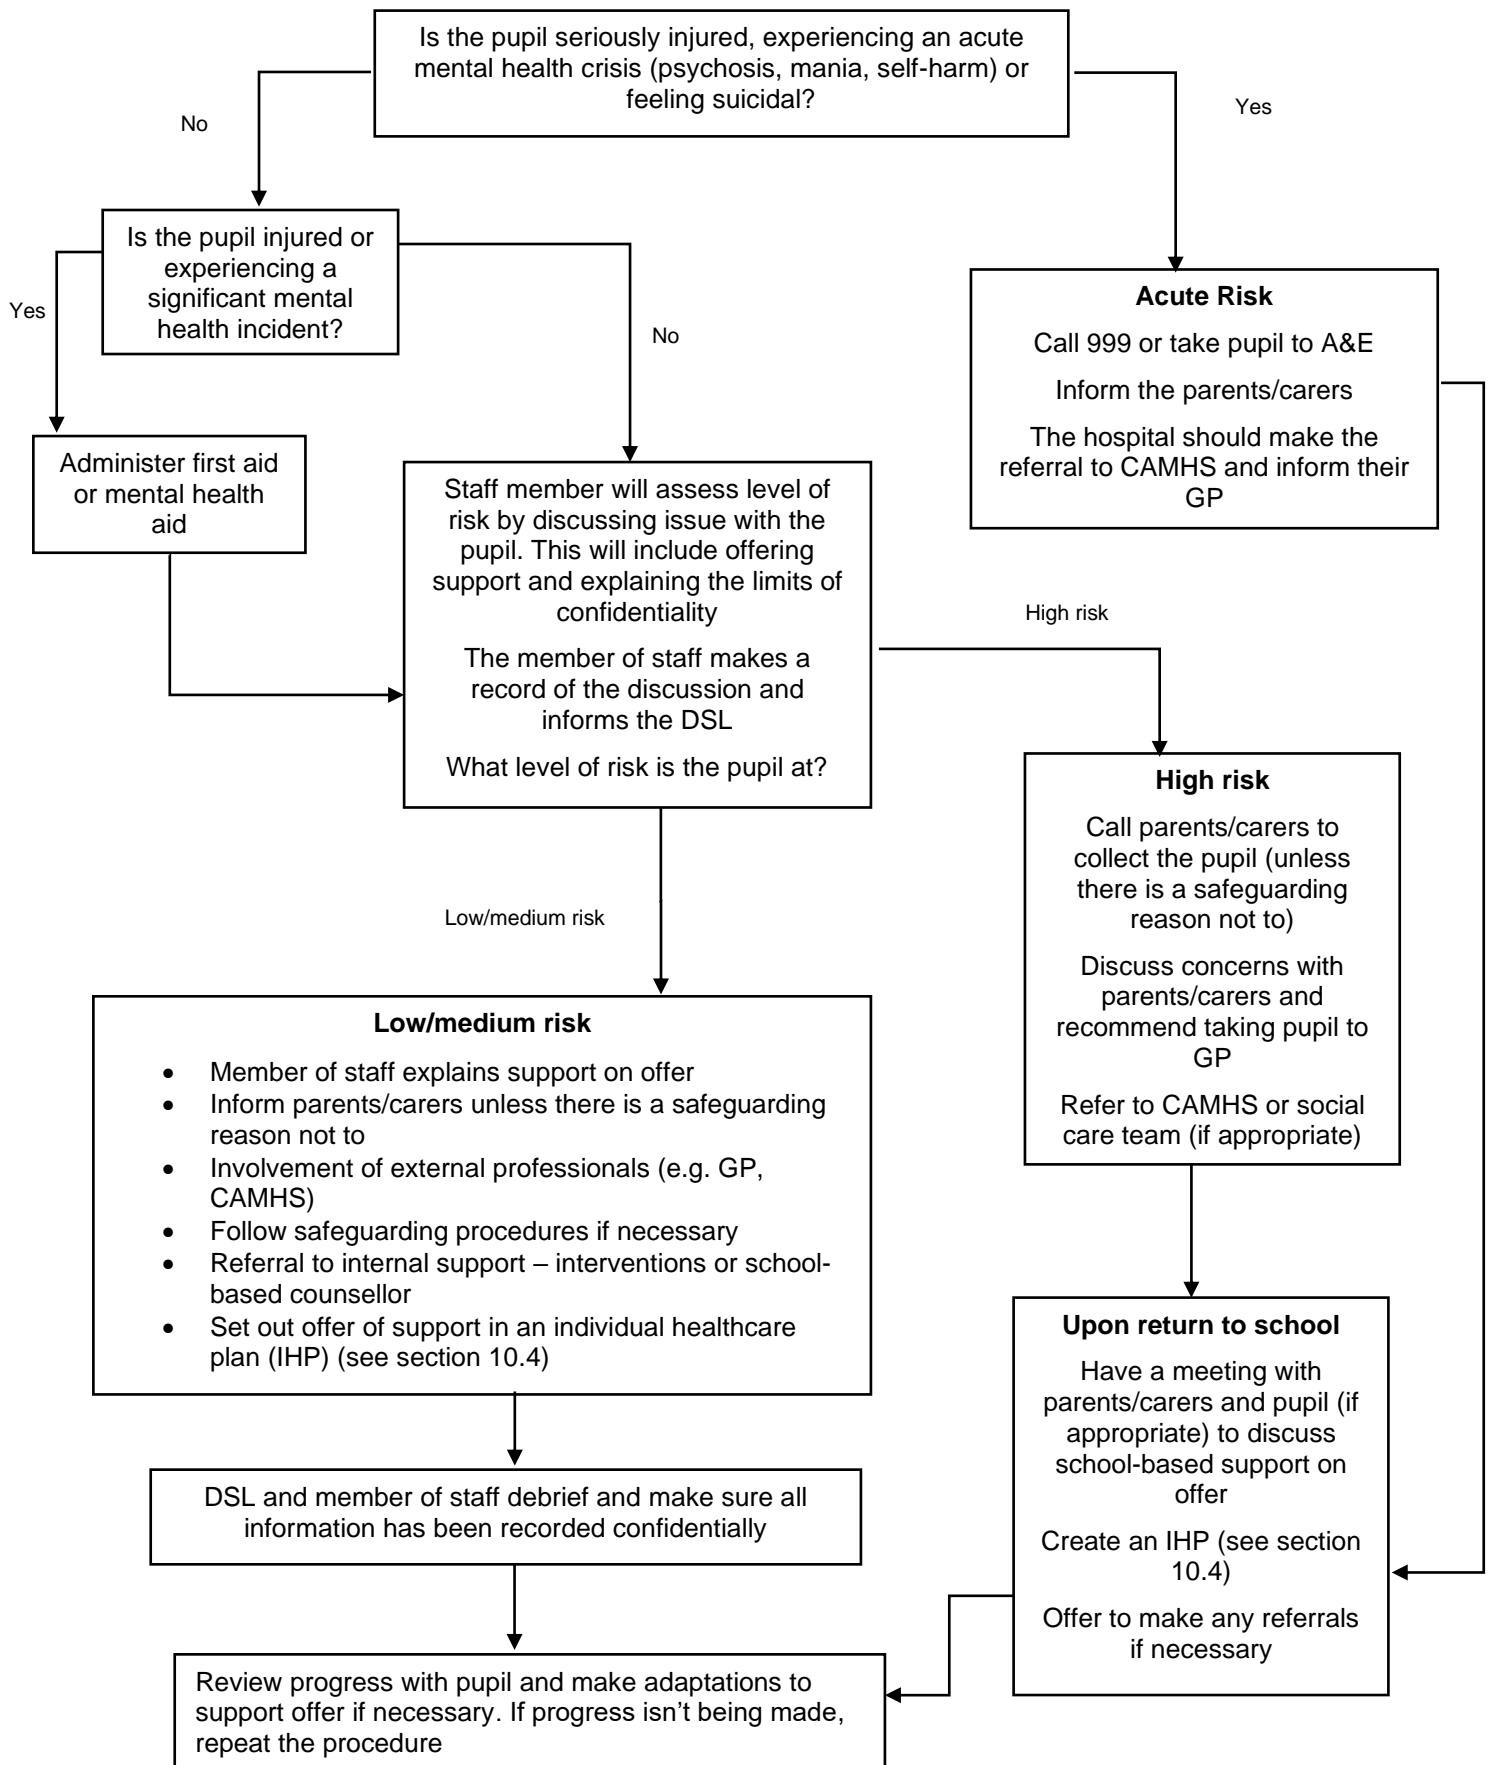 Is the pupil seriously injured, experiencing an acute
mental health crisis (psychosis, mania, self-harm) or
feeling suicidal?
No
Yes
Is the pupil injured or
experiencing a
significant mental
health incident?
Yes
No
Acute Risk
Call 999 or take pupil to A&E
Inform the parents/carers
The hospital should make the
referral to CAMHS and inform their
GP
Administer first aid
or mental health
aid
Staff member will assess level of
risk by discussing issue with the
pupil. This will include offering
support and explaining the limits of
confidentiality
The member of staff makes a
record of the discussion and
informs the DSL
What level of risk is the pupil at?
High risk
High risk
Call parents/carers to
collect the pupil (unless
there is a safeguarding
reason not to)
Discuss concerns with
parents/carers and
recommend taking pupil to
GP
Refer to CAMHS or social
care team (if appropriate)
Low/medium risk
Low/medium risk
• Member of staff explains support on offer
• Inform parents/carers unless there is a safeguarding
reason not to
• Involvement of external professionals (e.g. GP,
CAMHS)
• Follow safeguarding procedures if necessary
• Referral to internal support – interventions or school-
based counsellor
• Set out offer of support in an individual healthcare
plan (IHP) (see section 10.4)
Upon return to school
Have a meeting with
parents/carers and pupil (if
appropriate) to discuss
school-based support on
offer
Create an IHP (see section
10.4)
Offer to make any referrals
if necessary
DSL and member of staff debrief and make sure all
information has been recorded confidentially
Review progress with pupil and make adaptations to
support offer if necessary. If progress isn’t being made,
repeat the procedure